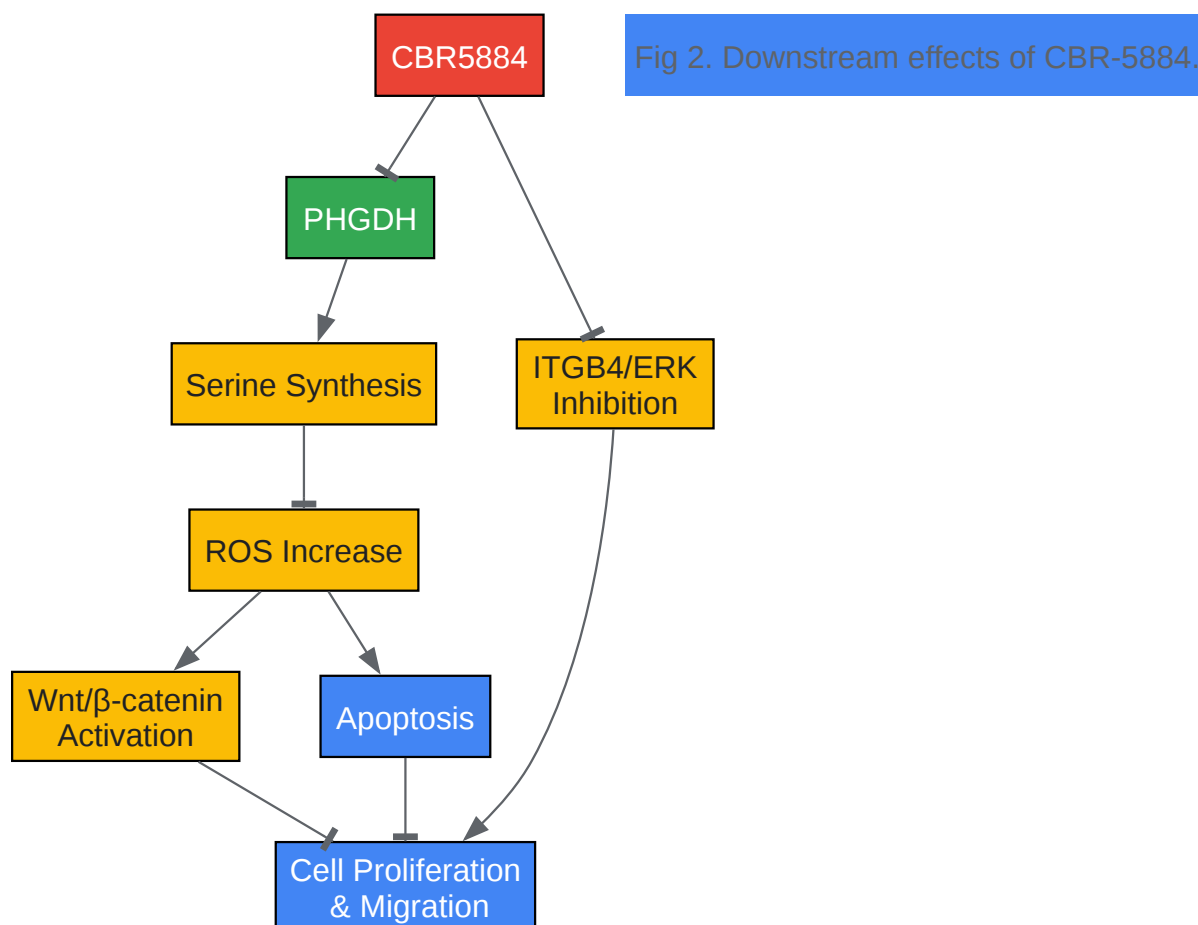 CBR5884
Fig 2. Downstream effects of CBR-5884.
PHGDH
Serine Synthesis
ITGB4/ERK
Inhibition
ROS Increase
Wnt/β-catenin
Activation
Apoptosis
Cell Proliferation
& Migration